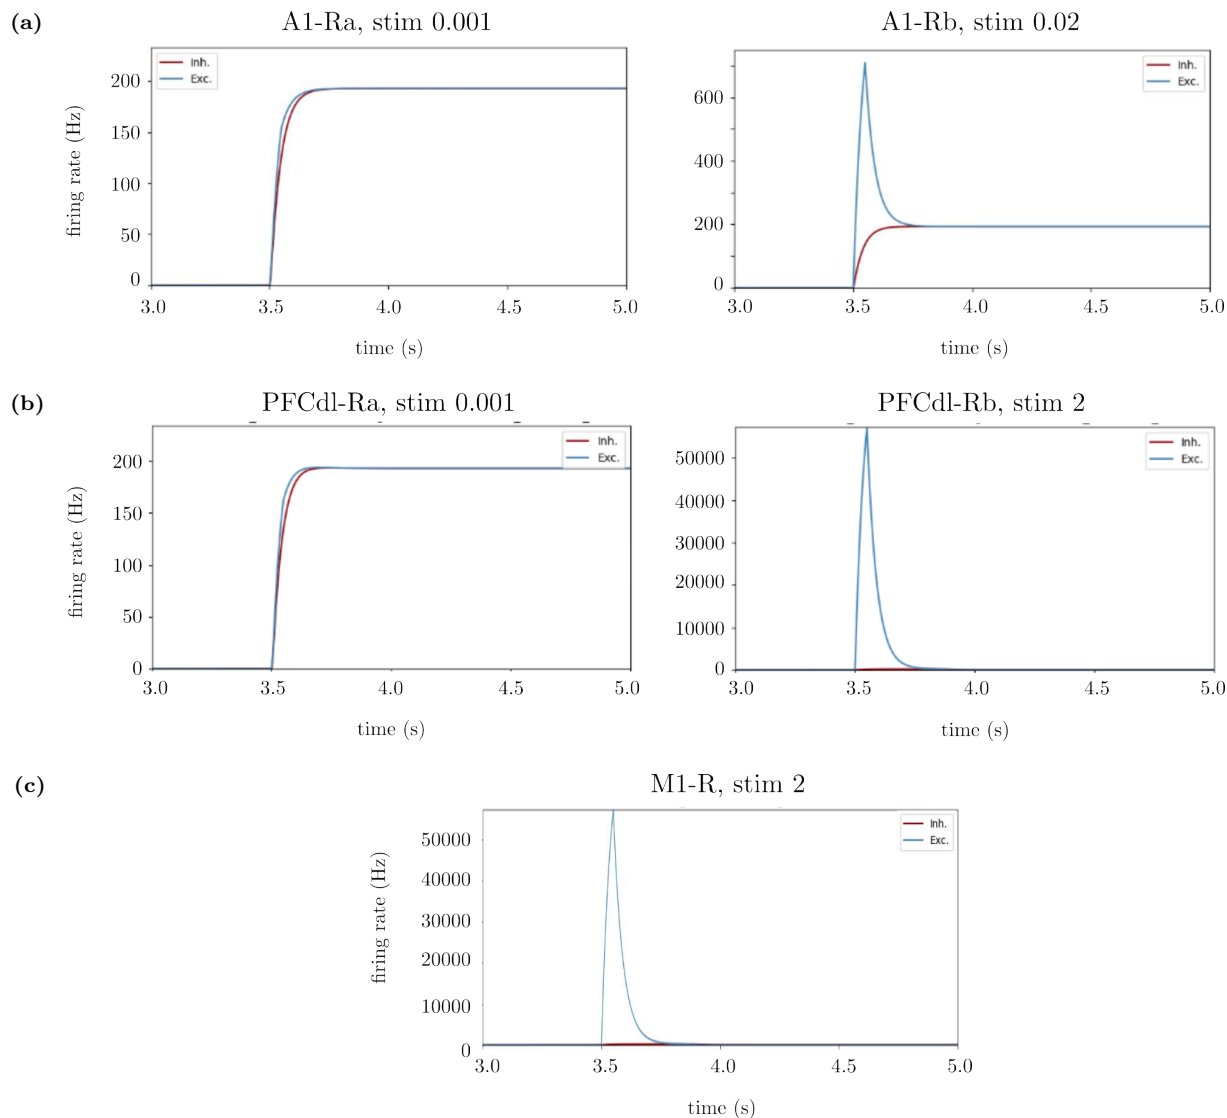 (a)
A1-Ra, stim 0.001
firing rate (Hz)
200
150
100
50
0
Inh.
Exc.
3.0 3.5 4.0 4.5 5.0
time (s)
A1-Rb, stim 0.02
600
400
200
0
Inh.
Exc.
3.0 3.5 4.0 4.5 5.0
time (s)
(b)
PFCdl-Ra, stim 0.001
firing rate (Hz)
200
150
100
50
0
Inh.
Exc.
3.0 3.5 4.0 4.5 5.0
time (s)
PFCdl-Rb, stim 2
50000
40000
30000
20000
10000
0
Inh.
Exc.
3.0 3.5 4.0 4.5 5.0
time (s)
(c)
M1-R, stim 2
firing rate (Hz)
50000
40000
30000
20000
10000
0
Inh.
Exc.
3.0 3.5 4.0 4.5 5.0
time (s)